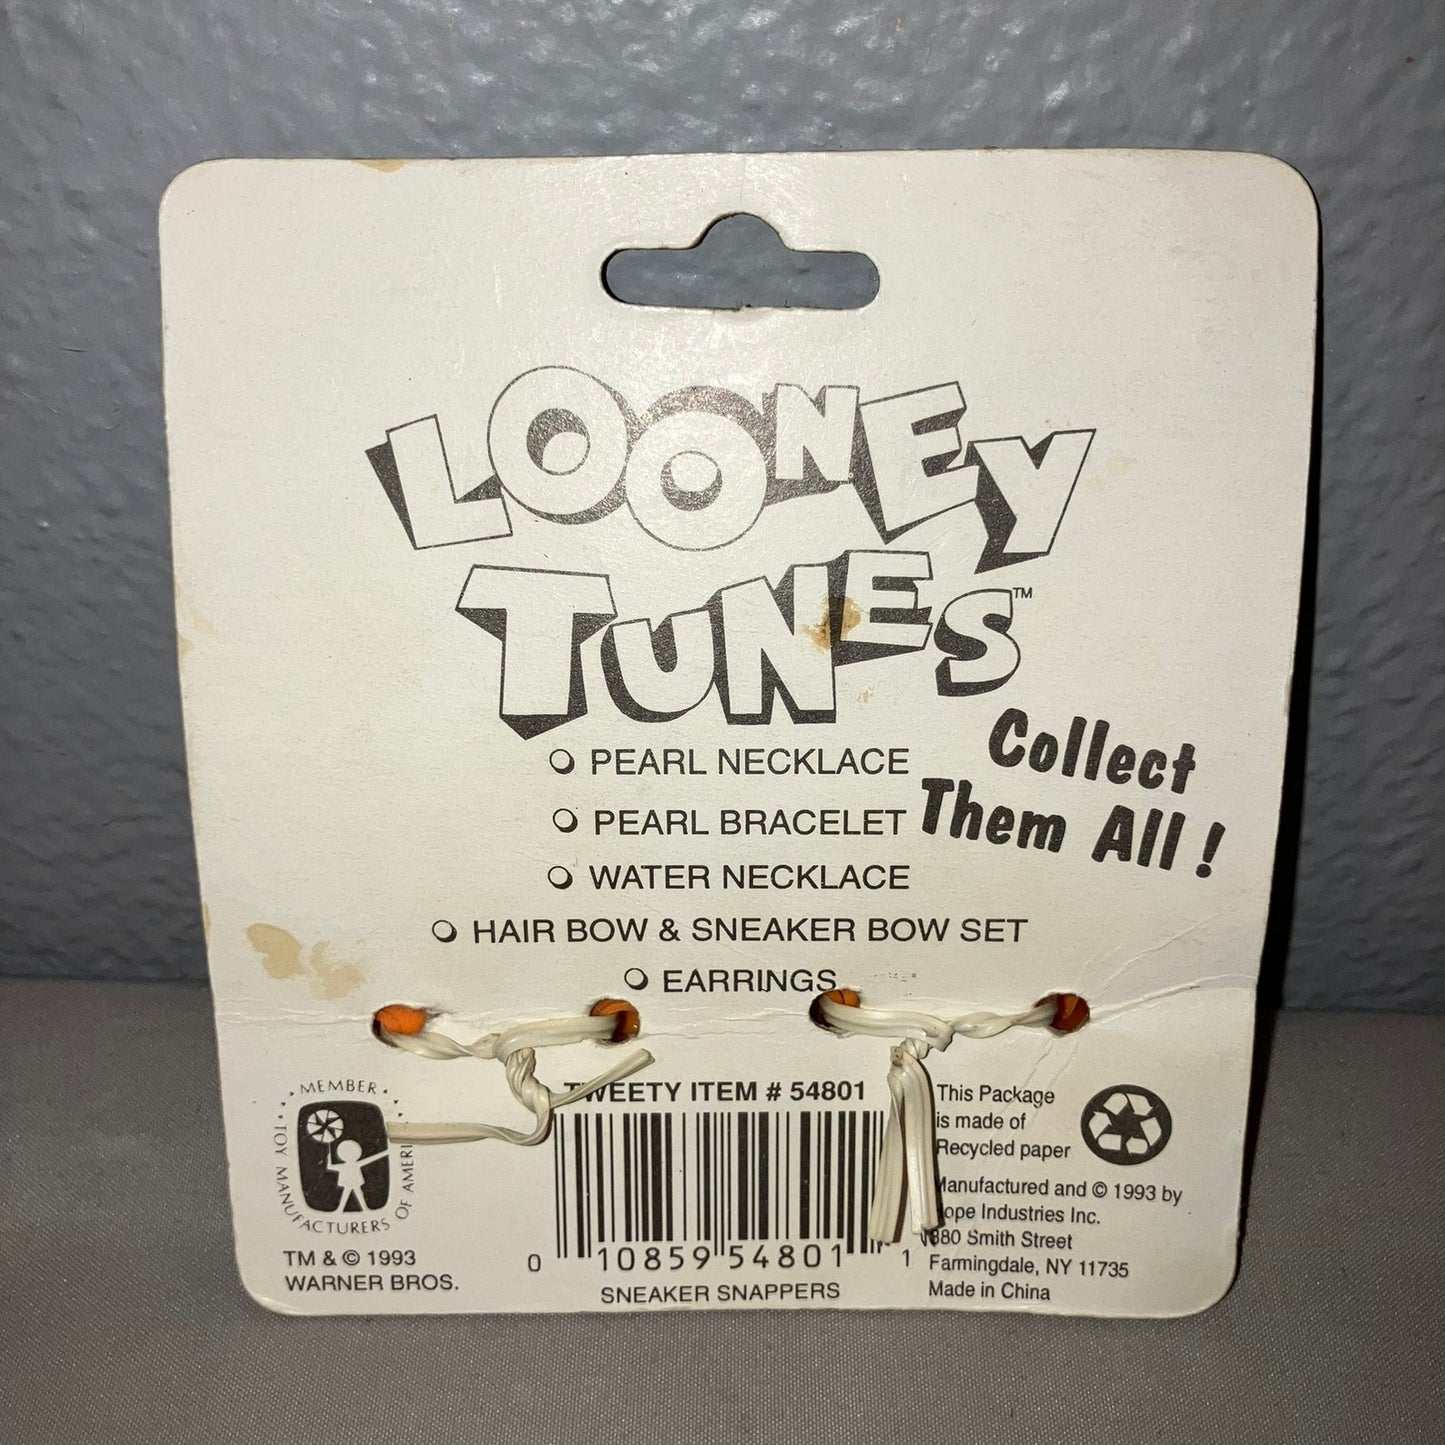 LOONEY
TUNES™
Collect
Them All!
○ PEARL NECKLACE
○ PEARL BRACELET
○ WATER NECKLACE
○ HAIR BOW & SNEAKER BOW SET
○ EARRINGS
MEMBER
TOY MANUFACTURERS OF AMERI
TM & © 1993
WARNER BROS.
TWEETY ITEM # 54801
0 10859 54801 1
SNEAKER SNAPPERS
This Package
is made of
Recycled paper
Manufactured and © 1993 by
Industries Inc.
Smith Street
Farmingdale, NY 11735
Made in China